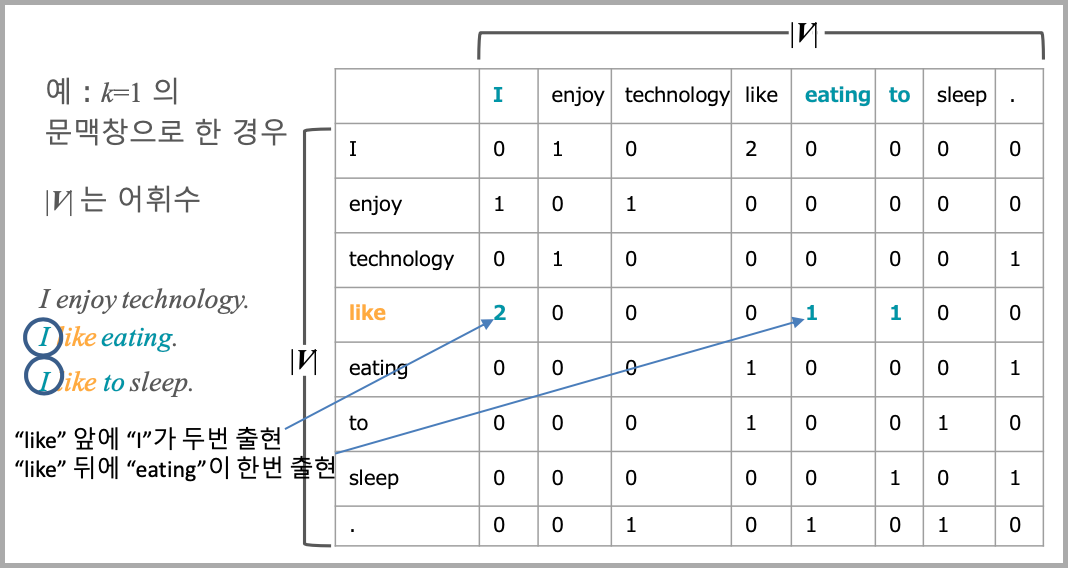 |V|
예 : k=1 의
문맥창으로 한 경우
|V| 는 어휘수
I enjoy technology.
I like eating.
I like to sleep.
“like” 앞에 “I”가 두번 출현
“like” 뒤에 “eating”이 한번 출현
|V|
I enjoy technology like eating to sleep .
I 0 1 0 2 0 0 0 0
enjoy 1 0 1 0 0 0 0 0
technology 0 1 0 0 0 0 0 1
like 2 0 0 0 1 1 0 0
eating 0 0 0 1 0 0 0 1
to 0 0 0 1 0 0 1 0
sleep 0 0 0 0 0 1 0 1
. 0 0 1 0 1 0 1 0